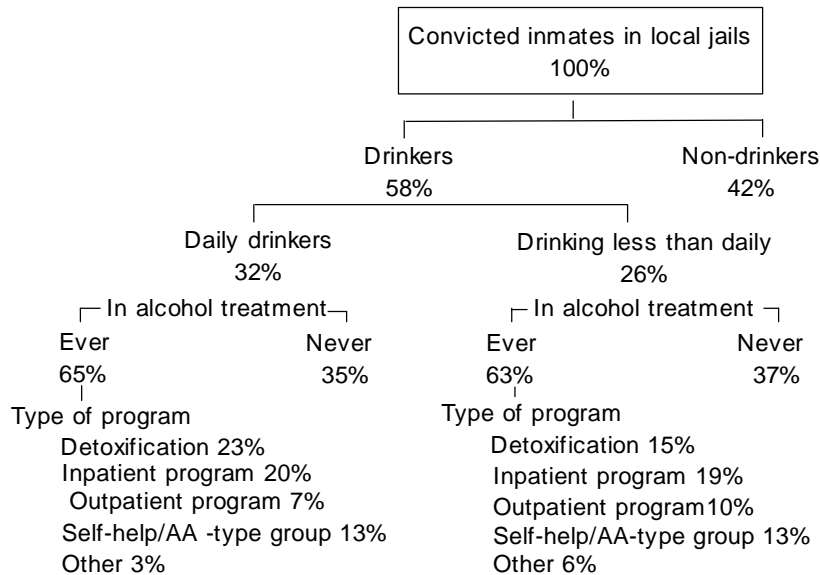 Convicted inmates in local jails
100%
Drinkers Non-drinkers
58% 42%
Daily drinkers Drinking less than daily
32% 26%
In alcohol treatment In alcohol treatment
Ever Never Ever Never
65% 35% 63% 37%
Type of program Type of program
Detoxification 23% Detoxification 15%
Inpatient program 20% Inpatient program 19%
Outpatient program 7% Outpatient program10%
Self-help/AA -type group 13% Self-help/AA-type group 13%
Other 3% Other 6%